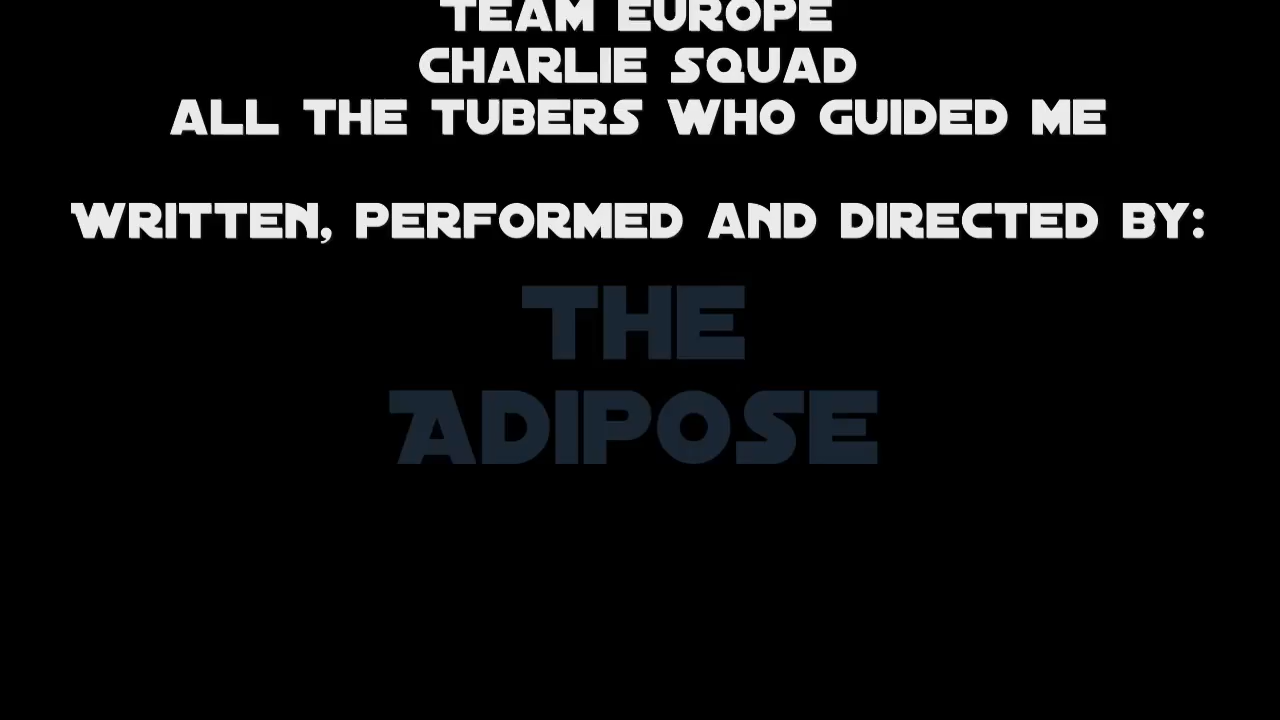 TEAM EUROPE
CHARLIE SQUAD
ALL THE TUBERS WHO GUIDED ME
WRITTEN, PERFORMED AND DIRECTED BY:
THE
ADIPOSE